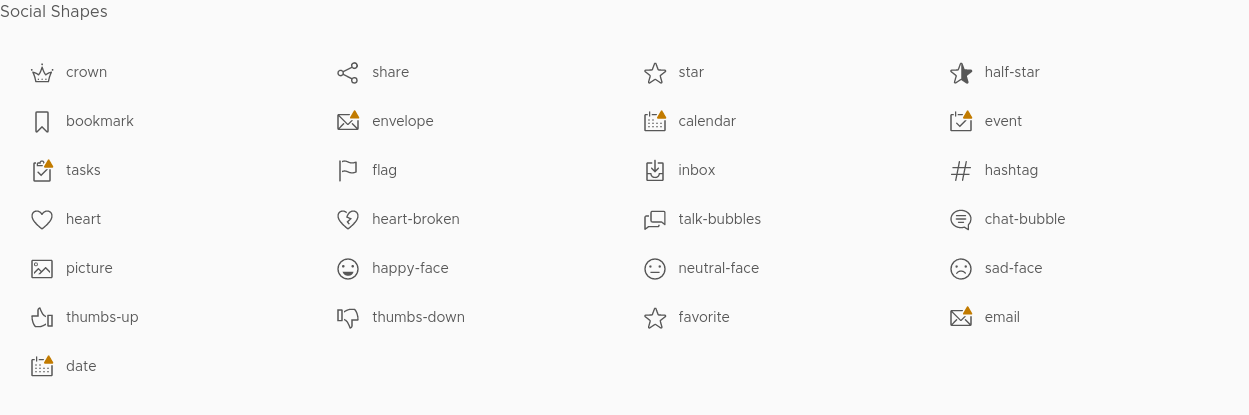 Social Shapes
crown share star half-star
bookmark envelope calendar event
tasks flag inbox hashtag
heart heart-broken talk-bubbles chat-bubble
picture happy-face neutral-face sad-face
thumbs-up thumbs-down favorite email
date